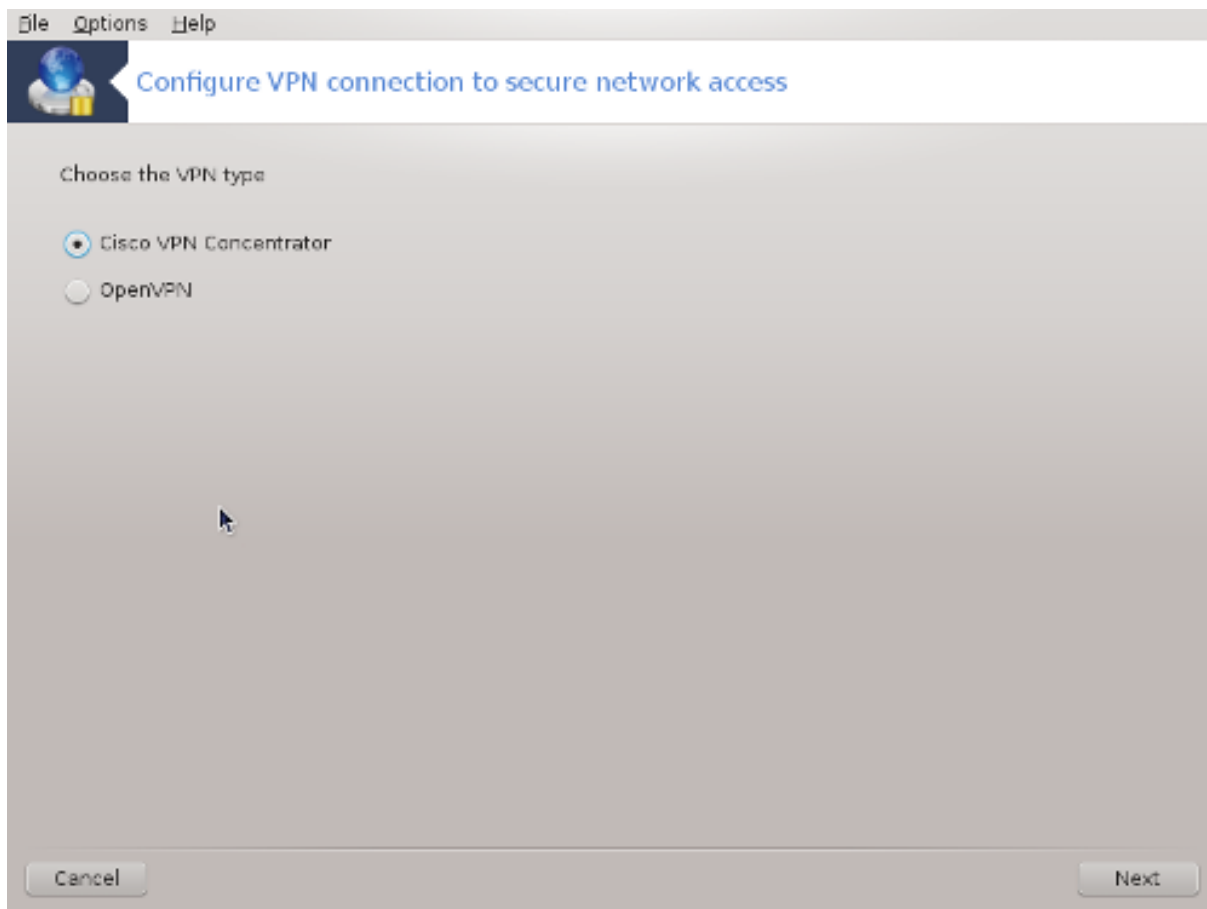 File Options Help
Configure VPN connection to secure network access
Choose the VPN type
Cisco VPN Concentrator
OpenVPN
Cancel Next